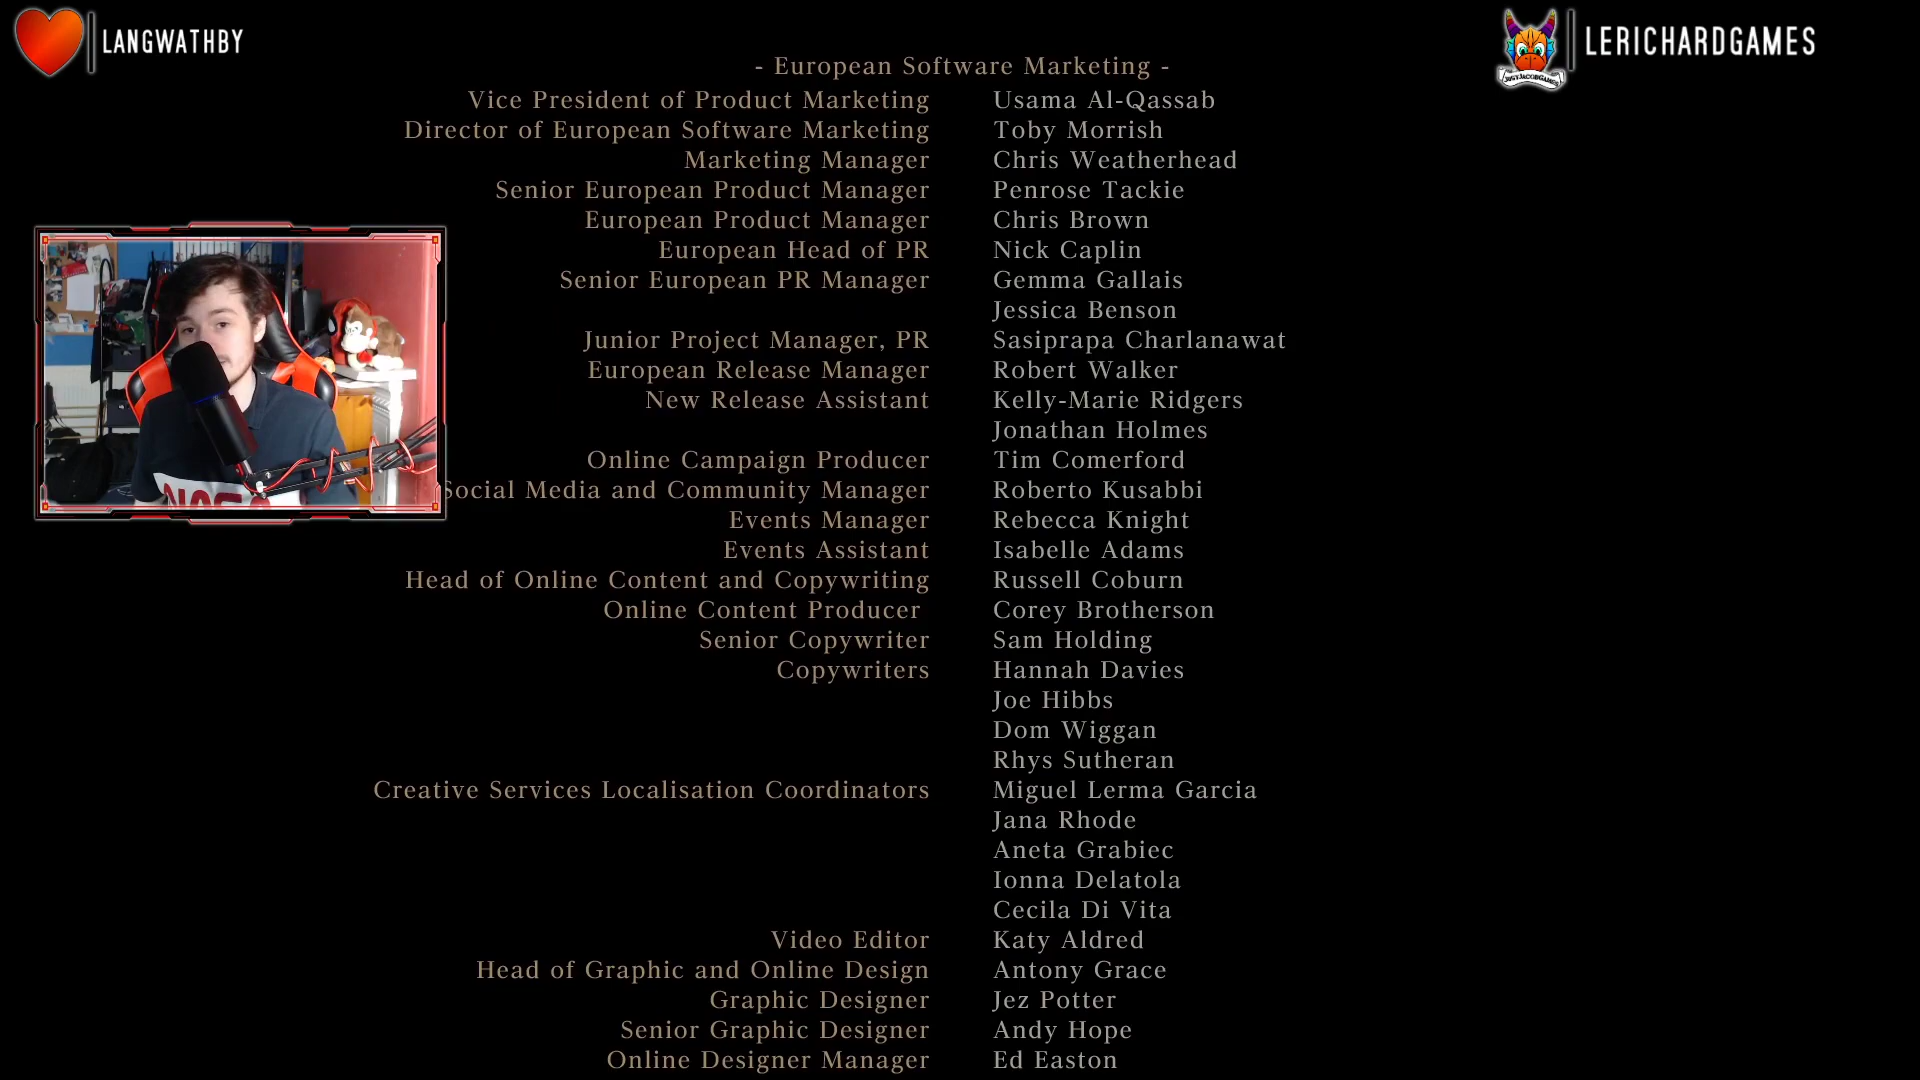 LANGWATHBY
LERICHARDGAMES
JUSTJACOBGAMES
- European Software Marketing -
Vice President of Product Marketing Usama Al-Qassab
Director of European Software Marketing Toby Morrish
Marketing Manager Chris Weatherhead
Senior European Product Manager Penrose Tackie
European Product Manager Chris Brown
European Head of PR Nick Caplin
Senior European PR Manager Gemma Gallais
Jessica Benson
Junior Project Manager, PR Sasiprapa Charlanawat
European Release Manager Robert Walker
New Release Assistant Kelly-Marie Ridgers
Jonathan Holmes
Online Campaign Producer Tim Comerford
Social Media and Community Manager Roberto Kusabbi
Events Manager Rebecca Knight
Events Assistant Isabelle Adams
Head of Online Content and Copywriting Russell Coburn
Online Content Producer Corey Brotherson
Senior Copywriter Sam Holding
Copywriters Hannah Davies
Joe Hibbs
Dom Wiggan
Rhys Sutheran
Creative Services Localisation Coordinators Miguel Lerma Garcia
Jana Rhode
Aneta Grabiec
Ionna Delatola
Cecila Di Vita
Video Editor Katy Aldred
Head of Graphic and Online Design Antony Grace
Graphic Designer Jez Potter
Senior Graphic Designer Andy Hope
Online Designer Manager Ed Easton